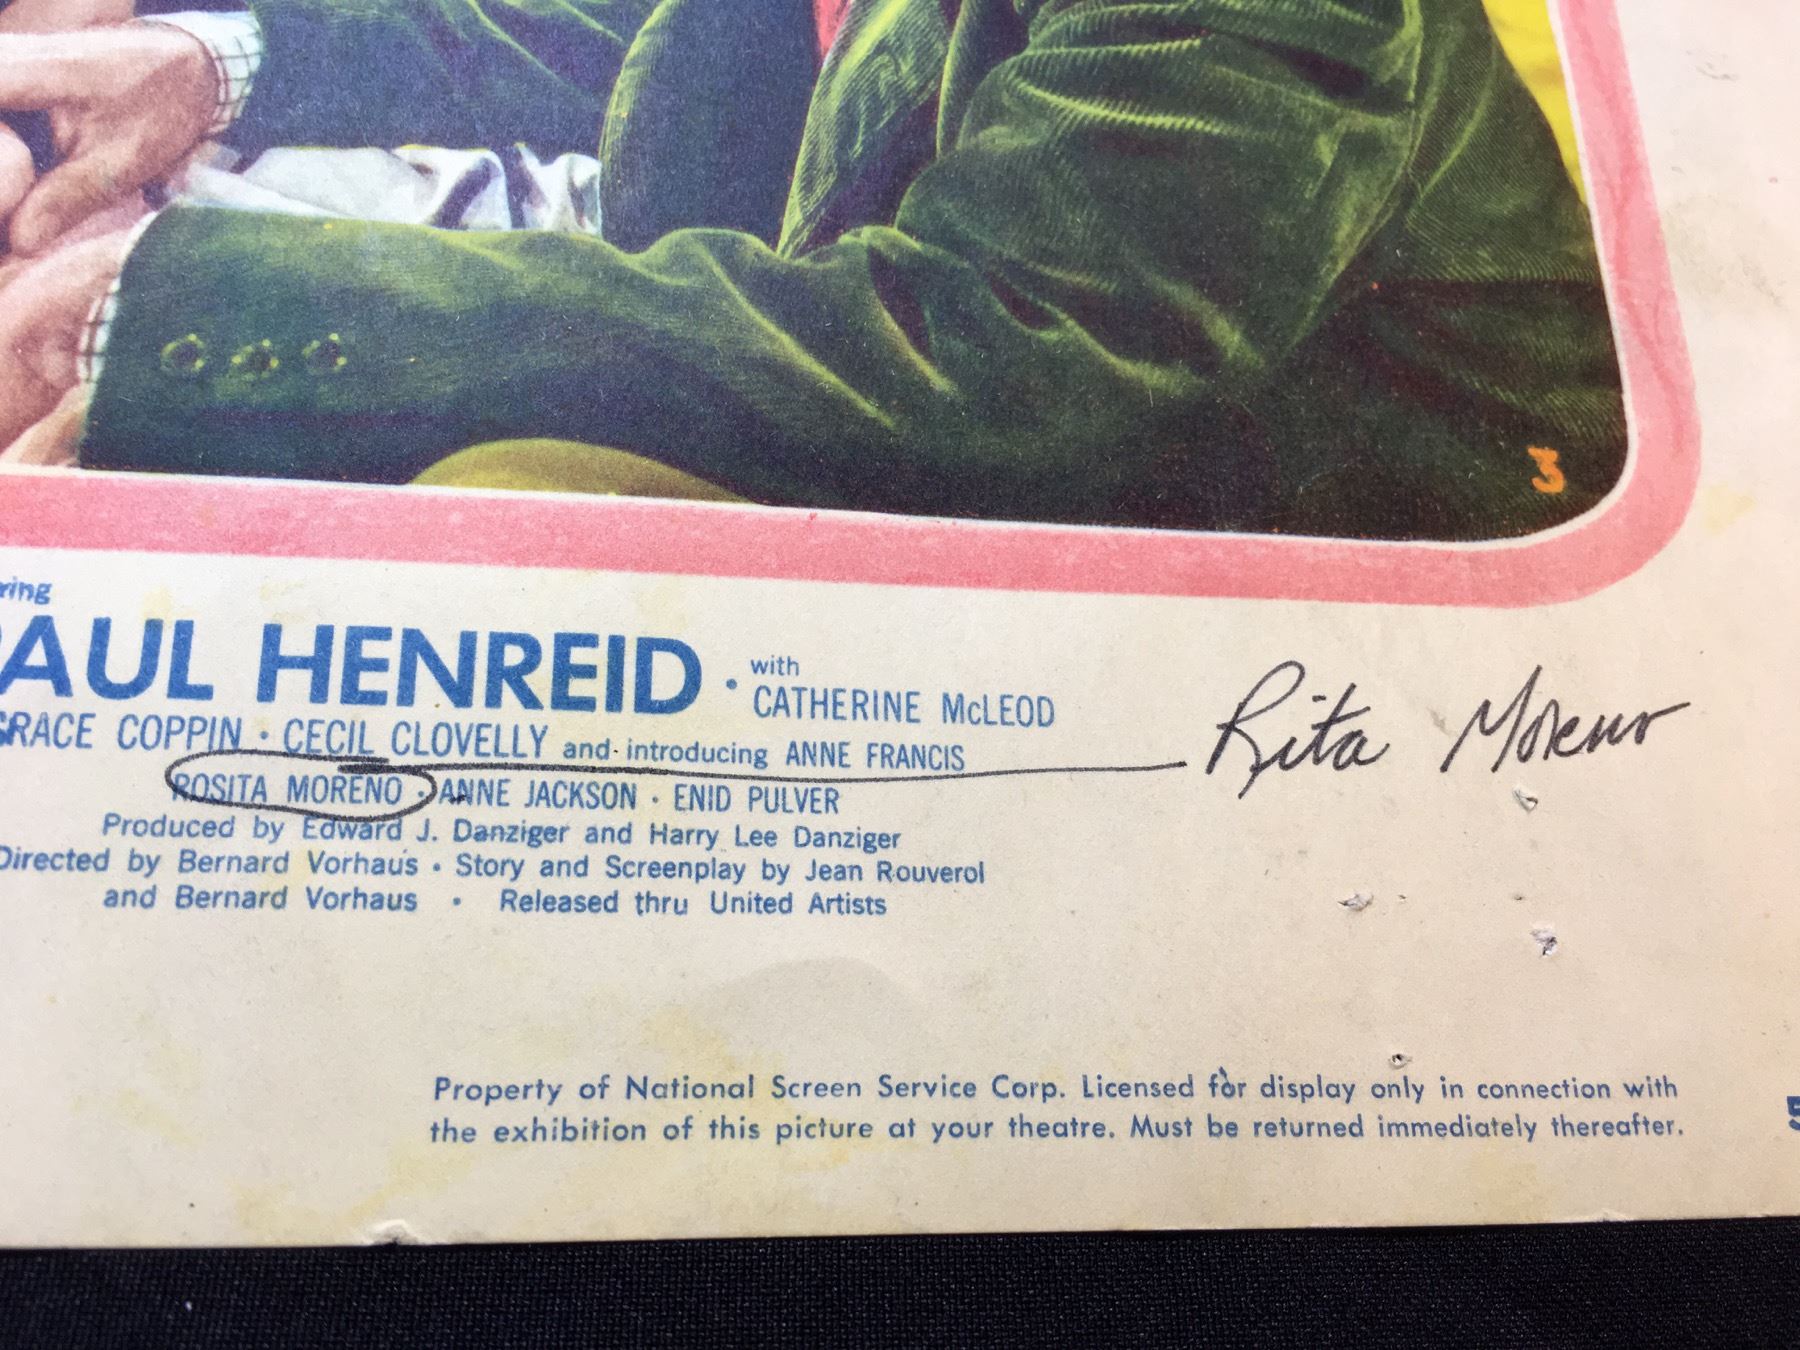 3
ring
AUL HENREID · with
CATHERINE McLEOD
GRACE COPPIN · CECIL CLOVELLY and introducing ANNE FRANCIS
Rita Moreno
ROSITA MORENO · ANNE JACKSON · ENID PULVER
Produced by Edward J. Danziger and Harry Lee Danziger
Directed by Bernard Vorhaus · Story and Screenplay by Jean Rouverol
and Bernard Vorhaus · Released thru United Artists
Property of National Screen Service Corp. Licensed for display only in connection with
the exhibition of this picture at your theatre. Must be returned immediately thereafter.
5